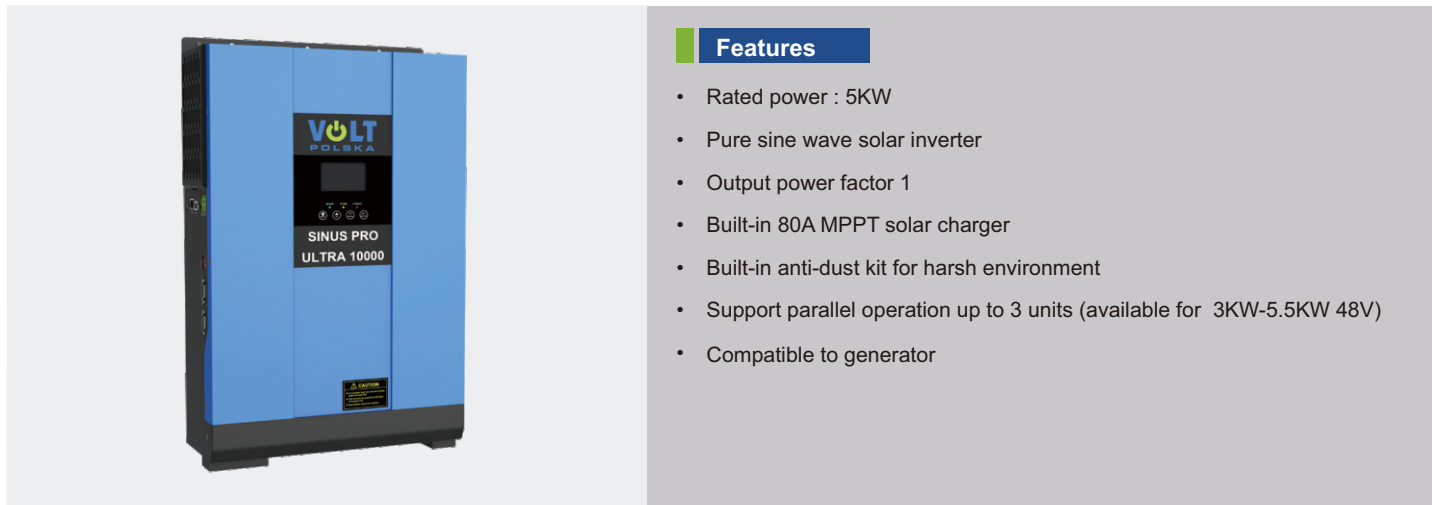 VOLT
POLSKA
SINUS PRO
ULTRA 10000
CAUTION
Features
• Rated power : 5KW
• Pure sine wave solar inverter
• Output power factor 1
• Built-in 80A MPPT solar charger
• Built-in anti-dust kit for harsh environment
• Support parallel operation up to 3 units (available for 3KW-5.5KW 48V)
• Compatible to generator